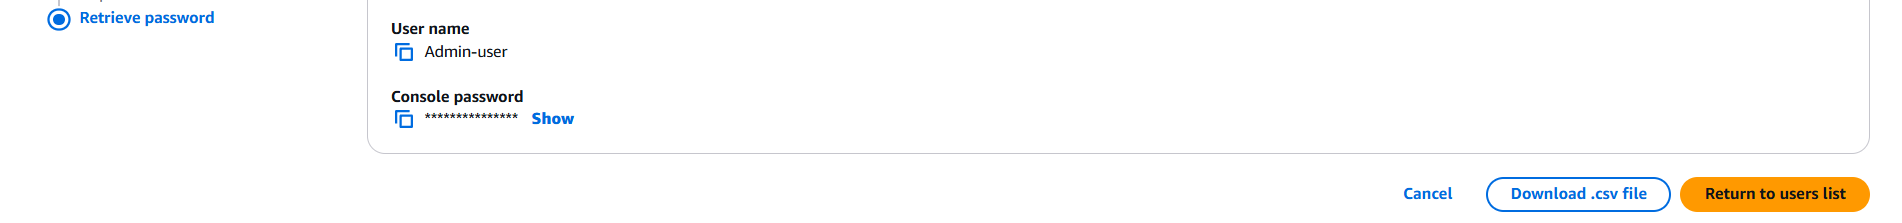 Retrieve password
User name
Admin-user
Console password
*************** Show
Cancel
Download .csv file
Return to users list